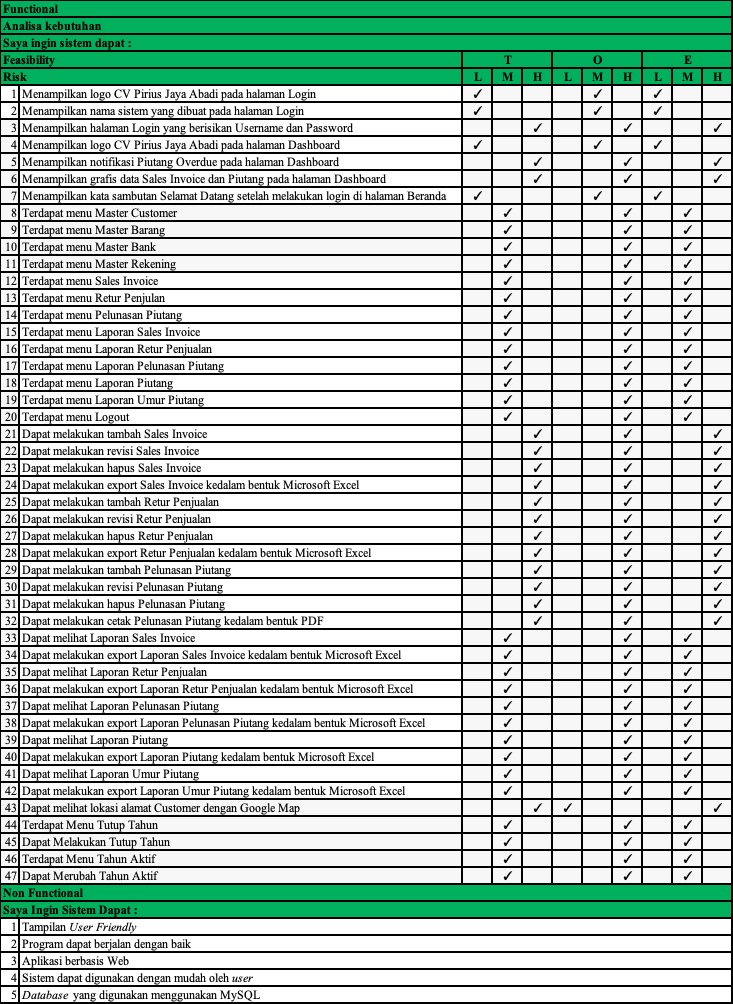 Functional
Analisa kebutuhan
Saya ingin sistem dapat :
Feasibility T O E
Risk L M H L M H L M H
1 Menampilkan logo CV Pirius Jaya Abadi pada halaman Login ✓ ✓ ✓
2 Menampilkan nama sistem yang dibuat pada halaman Login ✓ ✓ ✓
3 Menampilkan halaman Login yang berisikan Username dan Password ✓ ✓ ✓
4 Menampilkan logo CV Pirius Jaya Abadi pada halaman Dashboard ✓ ✓ ✓
5 Menampilkan notifikasi Piutang Overdue pada halaman Dashboard ✓ ✓ ✓
6 Menampilkan grafis data Sales Invoice dan Piutang pada halaman Dashboard ✓ ✓ ✓
7 Menampilkan kata sambutan Selamat Datang setelah melakukan login di halaman Beranda ✓ ✓ ✓
8 Terdapat menu Master Customer ✓ ✓ ✓
9 Terdapat menu Master Barang ✓ ✓ ✓
10 Terdapat menu Master Bank ✓ ✓ ✓
11 Terdapat menu Master Rekening ✓ ✓ ✓
12 Terdapat menu Sales Invoice ✓ ✓ ✓
13 Terdapat menu Retur Penjulan ✓ ✓ ✓
14 Terdapat menu Pelunasan Piutang ✓ ✓ ✓
15 Terdapat menu Laporan Sales Invoice ✓ ✓ ✓
16 Terdapat menu Laporan Retur Penjualan ✓ ✓ ✓
17 Terdapat menu Laporan Pelunasan Piutang ✓ ✓ ✓
18 Terdapat menu Laporan Piutang ✓ ✓ ✓
19 Terdapat menu Laporan Umur Piutang ✓ ✓ ✓
20 Terdapat menu Logout ✓ ✓ ✓
21 Dapat melakukan tambah Sales Invoice ✓ ✓ ✓
22 Dapat melakukan revisi Sales Invoice ✓ ✓ ✓
23 Dapat melakukan hapus Sales Invoice ✓ ✓ ✓
24 Dapat melakukan export Sales Invoice kedalam bentuk Microsoft Excel ✓ ✓ ✓
25 Dapat melakukan tambah Retur Penjualan ✓ ✓ ✓
26 Dapat melakukan revisi Retur Penjualan ✓ ✓ ✓
27 Dapat melakukan hapus Retur Penjualan ✓ ✓ ✓
28 Dapat melakukan export Retur Penjualan kedalam bentuk Microsoft Excel ✓ ✓ ✓
29 Dapat melakukan tambah Pelunasan Piutang ✓ ✓ ✓
30 Dapat melakukan revisi Pelunasan Piutang ✓ ✓ ✓
31 Dapat melakukan hapus Pelunasan Piutang ✓ ✓ ✓
32 Dapat melakukan cetak Pelunasan Piutang kedalam bentuk PDF ✓ ✓ ✓
33 Dapat melihat Laporan Sales Invoice ✓ ✓ ✓
34 Dapat melakukan export Laporan Sales Invoice kedalam bentuk Microsoft Excel ✓ ✓ ✓
35 Dapat melihat Laporan Retur Penjualan ✓ ✓ ✓
36 Dapat melakukan export Laporan Retur Penjualan kedalam bentuk Microsoft Excel ✓ ✓ ✓
37 Dapat melihat Laporan Pelunasan Piutang ✓ ✓ ✓
38 Dapat melakukan export Laporan Pelunasan Piutang kedalam bentuk Microsoft Excel ✓ ✓ ✓
39 Dapat melihat Laporan Piutang ✓ ✓ ✓
40 Dapat melakukan export Laporan Piutang kedalam bentuk Microsoft Excel ✓ ✓ ✓
41 Dapat melihat Laporan Umur Piutang ✓ ✓ ✓
42 Dapat melakukan export Laporan Umur Piutang kedalam bentuk Microsoft Excel ✓ ✓ ✓
43 Dapat melihat lokasi alamat Customer dengan Google Map ✓ ✓ ✓
44 Terdapat Menu Tutup Tahun ✓ ✓ ✓
45 Dapat Melakukan Tutup Tahun ✓ ✓ ✓
46 Terdapat Menu Tahun Aktif ✓ ✓ ✓
47 Dapat Merubah Tahun Aktif ✓ ✓ ✓
Non Functional
Saya Ingin Sistem Dapat :
1 Tampilan User Friendly
2 Program dapat berjalan dengan baik
3 Aplikasi berbasis Web
4 Sistem dapat digunakan dengan mudah oleh user
5 Database yang digunakan menggunakan MySQL